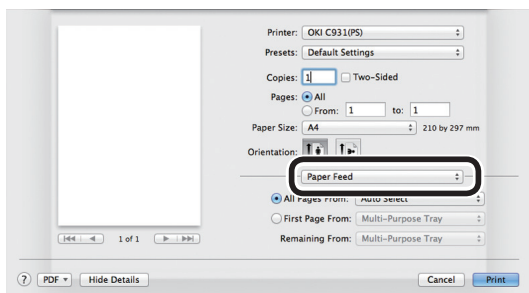 Printer: OKI C931(PS)
Presets: Default Settings
Copies: 1 Two-Sided
Pages: All
From: 1 to: 1
Paper Size: A4 210 by 297 mm
Orientation:
Paper Feed
All Pages From: Auto Select
First Page From: Multi-Purpose Tray
Remaining From: Multi-Purpose Tray
1 of 1
? PDF Hide Details Cancel Print